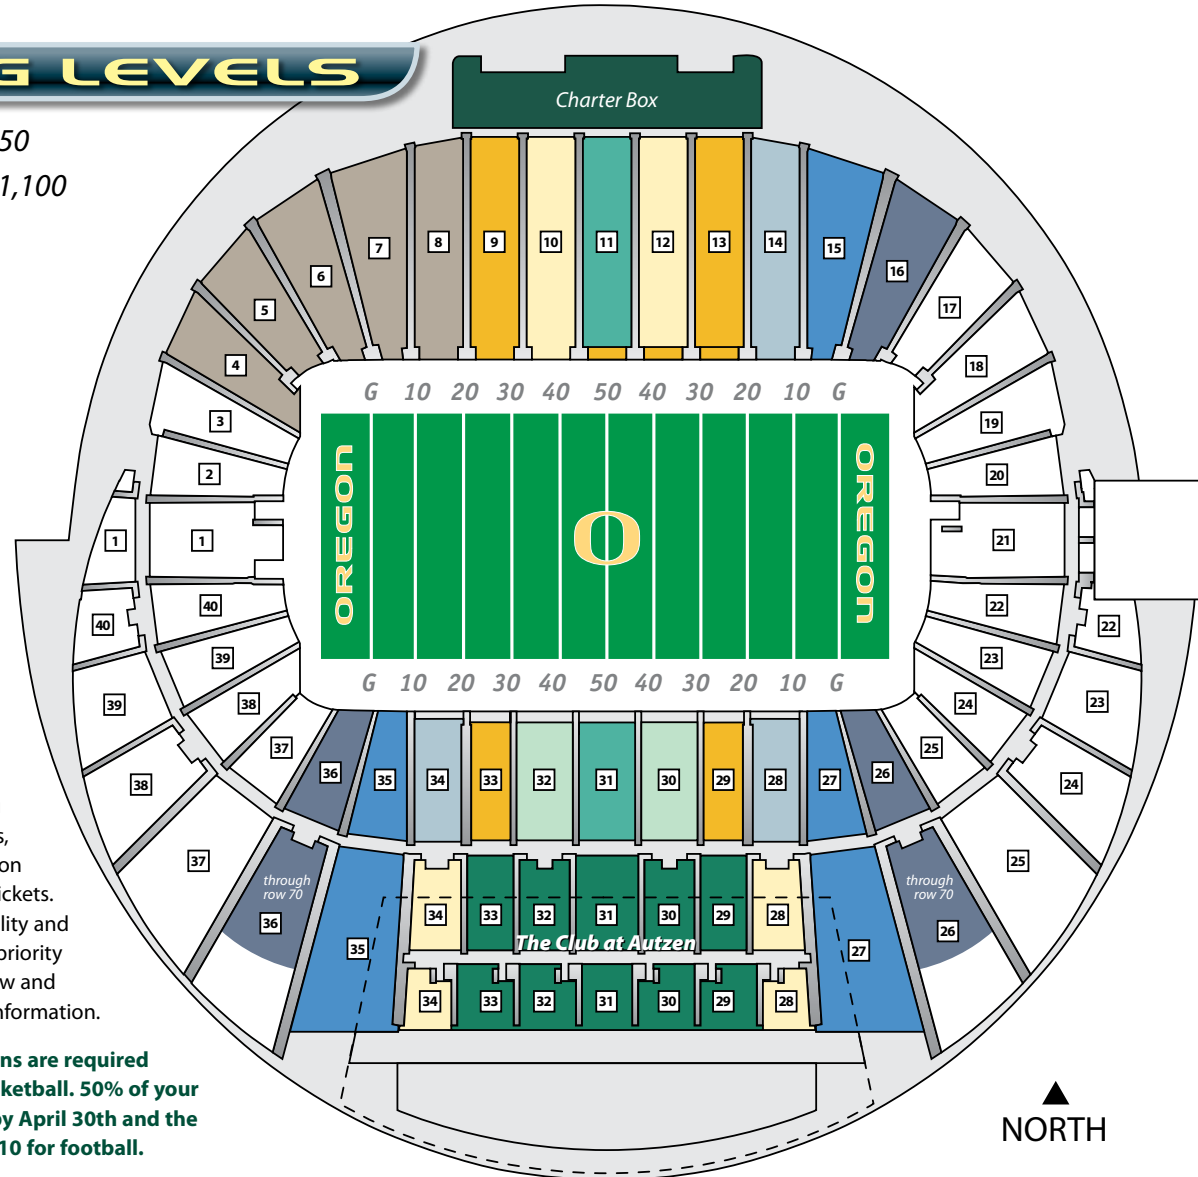 G LEVELS
50
1,100
Charter Box
7
8
9
10
11
12
13
14
15
6
16
5
17
4
18
3
19
2
20
G 10 20 30 40 50 40 30 20 10 G
OREGON
O
OREGON
1
1
21
40
40
22
22
39
23
39
38
24
23
G 10 20 30 40 50 40 30 20 10 G
37
25
38
36
35
34
33
32
31
30
29
28
27
26
24
s,
on
ickets.
lity and
priority
w and
nformation.
37
25
through
row 70
36
through
row 70
26
35
34
33
32
31
30
29
28
27
The Club at Autzen
34
33
32
31
30
29
28
ns are required
ketball. 50% of your
by April 30th and the
10 for football.
NORTH